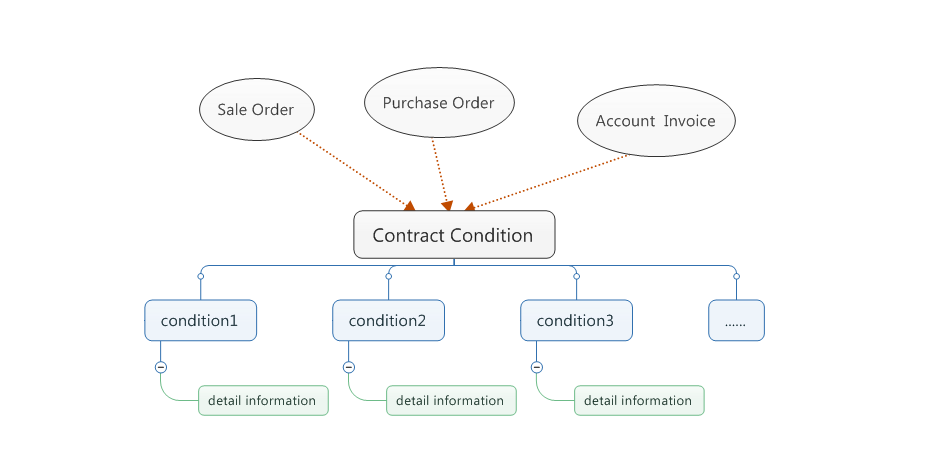 Sale Order
Purchase Order
Account Invoice
Contract Condition
condition1
condition2
condition3
......
detail information
detail information
detail information